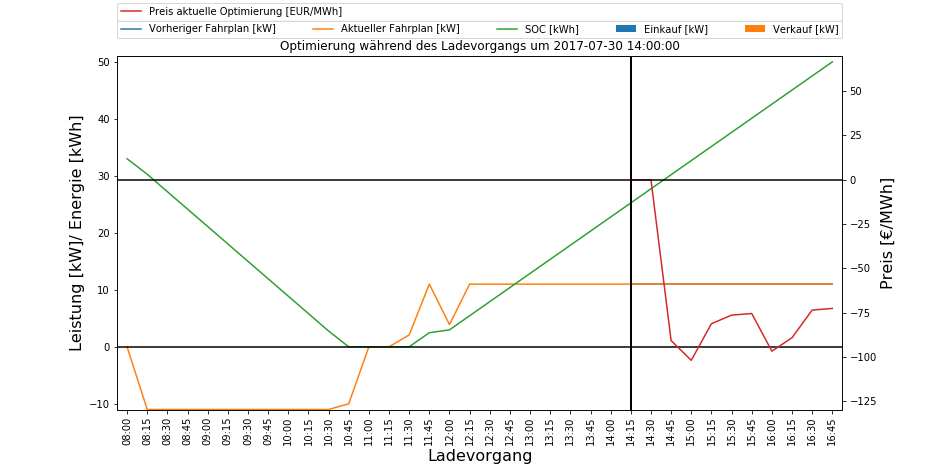 Preis aktuelle Optimierung [EUR/MWh]
Vorheriger Fahrplan [kW] Aktueller Fahrplan [kW] SOC [kWh] Einkauf [kW] Verkauf [kW]
Optimierung während des Ladevorgangs um 2017-07-30 14:00:00
Leistung [kW]/ Energie [kWh]
50
40
30
20
10
0
−10
50
25
0
−25
−50
−75
−100
−125
Preis [€/MWh]
08:00 08:15 08:30 08:45 09:00 09:15 09:30 09:45 10:00 10:15 10:30 10:45 11:00 11:15 11:30 11:45 12:00 12:15 12:30 12:45 13:00 13:15 13:30 13:45 14:00 14:15 14:30 14:45 15:00 15:15 15:30 15:45 16:00 16:15 16:30 16:45
Ladevorgang